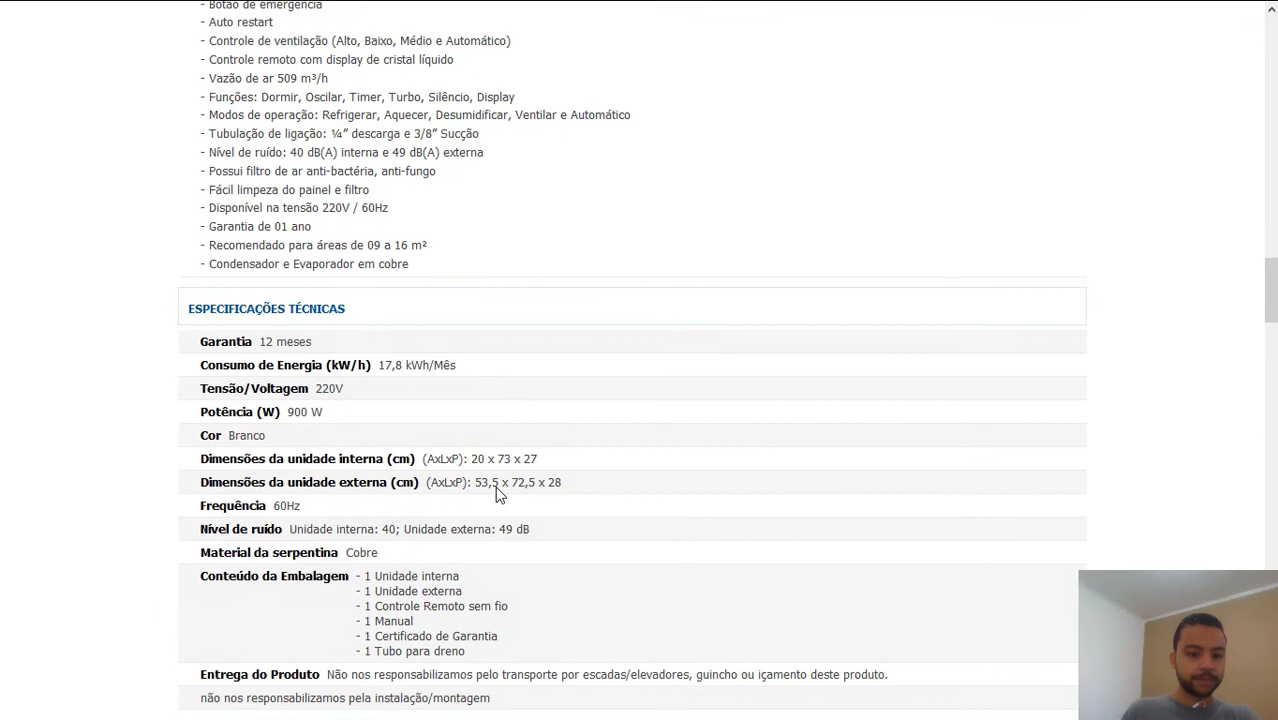 - Botão de emergência
- Auto restart
- Controle de ventilação (Alto, Baixo, Médio e Automático)
- Controle remoto com display de cristal líquido
- Vazão de ar 509 m³/h
- Funções: Dormir, Oscilar, Timer, Turbo, Silêncio, Display
- Modos de operação: Refrigerar, Aquecer, Desumidificar, Ventilar e Automático
- Tubulação de ligação: ¼” descarga e 3/8” Sucção
- Nível de ruído: 40 dB(A) interna e 49 dB(A) externa
- Possui filtro de ar anti-bactéria, anti-fungo
- Fácil limpeza do painel e filtro
- Disponível na tensão 220V / 60Hz
- Garantia de 01 ano
- Recomendado para áreas de 09 a 16 m²
- Condensador e Evaporador em cobre
ESPECIFICAÇÕES TÉCNICAS
Garantia 12 meses
Consumo de Energia (kW/h) 17,8 kWh/Mês
Tensão/Voltagem 220V
Potência (W) 900 W
Cor Branco
Dimensões da unidade interna (cm) (AxLxP): 20 x 73 x 27
Dimensões da unidade externa (cm) (AxLxP): 53,5 x 72,5 x 28
Frequência 60Hz
Nível de ruído Unidade interna: 40; Unidade externa: 49 dB
Material da serpentina Cobre
Conteúdo da Embalagem - 1 Unidade interna
- 1 Unidade externa
- 1 Controle Remoto sem fio
- 1 Manual
- 1 Certificado de Garantia
- 1 Tubo para dreno
Entrega do Produto Não nos responsabilizamos pelo transporte por escadas/elevadores, guincho ou içamento deste produto.
não nos responsabilizamos pela instalação/montagem